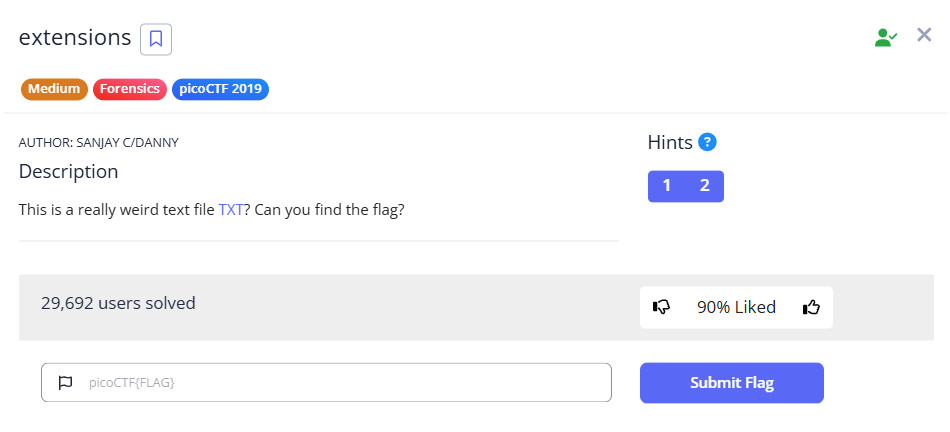 extensions
Medium Forensics picoCTF 2019
AUTHOR: SANJAY C/DANNY
Description
This is a really weird text file TXT? Can you find the flag?
Hints ?
1 2
29,692 users solved
90% Liked
picoCTF{FLAG}
Submit Flag